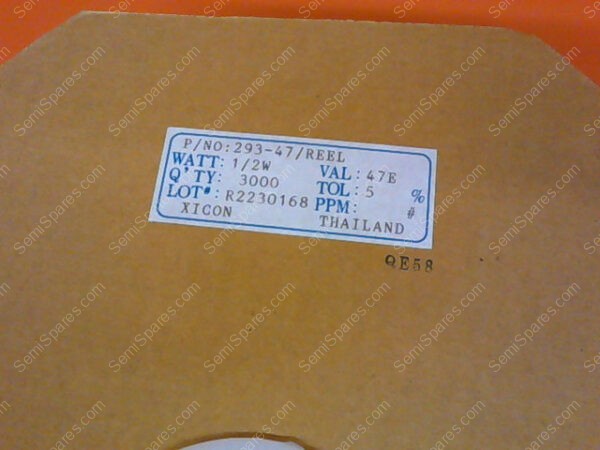 P/NO:293-47/REEL
WATT: 1/2W VAL: 47E
Q'TY: 3000 TOL: 5 %
LOT#: R2230168 PPM: #
XICON THAILAND
QE58
SemiSpares.com